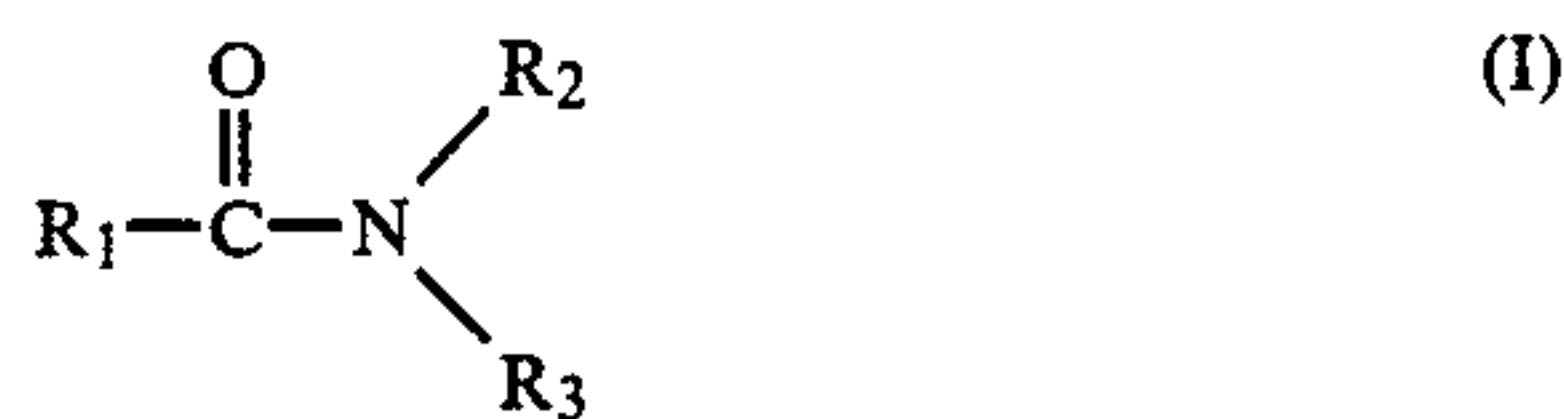 O R₂ (I)
R₁—C—N
R₃